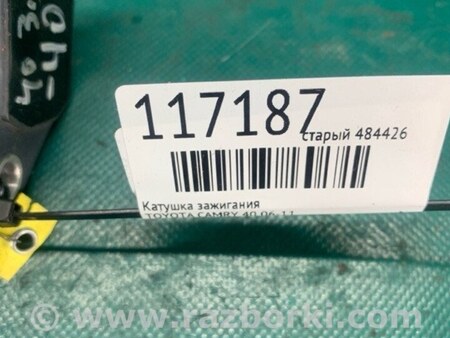 117187
старый 484426
Катушка зажигания
TOYOTA CAMRY 40 06-11
www.razborki.com